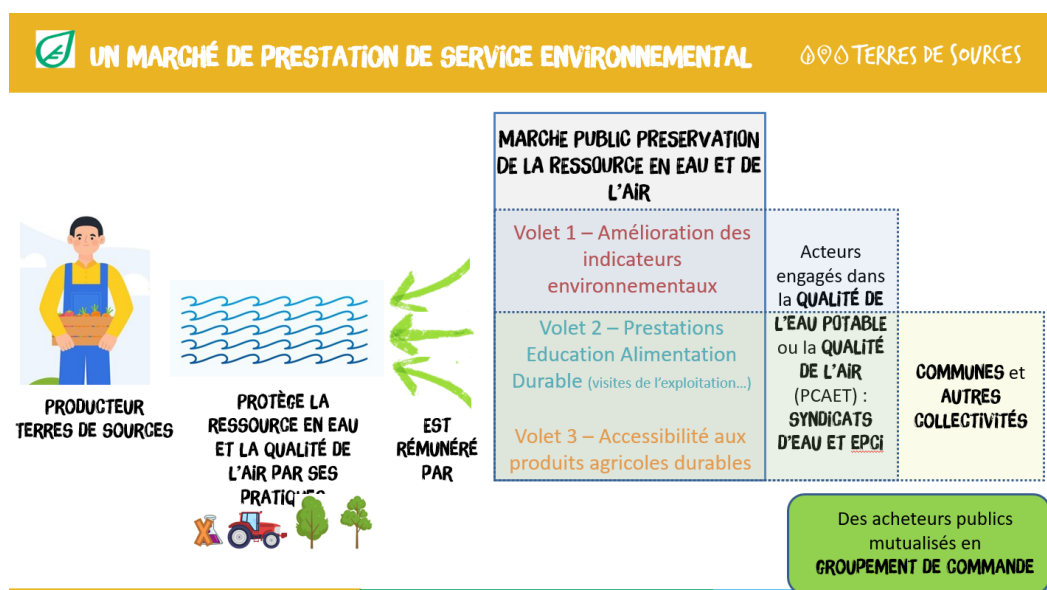 UN MARCHÉ DE PRESTATION DE SERVICE ENVIRONNEMENTAL
TERRES DE SOURCES
MARCHE PUBLIC PRESERVATION
DE LA RESSOURCE EN EAU ET DE
L'AIR
Volet 1 – Amélioration des
indicateurs
environnementaux
Volet 2 – Prestations
Education Alimentation
Durable (visites de l'exploitation…)
Volet 3 – Accessibilité aux
produits agricoles durables
Acteurs
engagés dans
la QUALITÉ DE
L'EAU POTABLE
ou la QUALITÉ
DE L'AIR
(PCAET) :
SYNDICATS
D'EAU ET EPCI
COMMUNES et
AUTRES
COLLECTIVITÉS
PRODUCTEUR
TERRES DE SOURCES
PROTÈGE LA
RESSOURCE EN EAU
ET LA QUALITÉ DE
L'AIR PAR SES
PRATIQUES
EST
RÉMUNÉRÉ
PAR
Des acheteurs publics
mutualisés en
GROUPEMENT DE COMMANDE